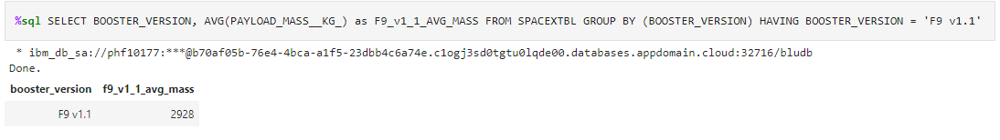 %sql SELECT BOOSTER_VERSION, AVG(PAYLOAD_MASS__KG_) as F9_v1_1_AVG_MASS FROM SPACEXTBL GROUP BY (BOOSTER_VERSION) HAVING BOOSTER_VERSION = 'F9 v1.1'
* ibm_db_sa://phf10177:***@b70af05b-76e4-4bca-a1f5-23dbb4c6a74e.c1ogj3sd0tgtu0lqde00.databases.appdomain.cloud:32716/bludb
Done.
booster_version f9_v1_1_avg_mass
F9 v1.1 2928